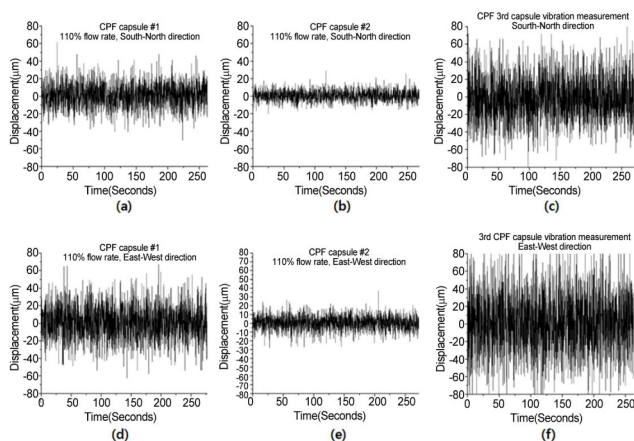 CPF capsule #1
110% flow rate, South-North direction
Displacement(μm)
80
60
40
20
0
-20
-40
-60
-80
0 50 100 150 200 250
Time(Seconds)
(a)
CPF capsule #2
110% flow rate, South-North direction
Displacement(μm)
80
60
40
20
0
-20
-40
-60
-80
0 50 100 150 200 250
Time(Seconds)
(b)
CPF 3rd capsule vibration measurement
Sourth-North direction
Displacement(μm)
80
60
40
20
0
-20
-40
-60
-80
0 50 100 150 200 250
Time(Seconds)
(c)
CPF capsule #1
110% flow rate, East-West direction
Displacement(μm)
80
60
40
20
0
-20
-40
-60
-80
0 50 100 150 200 250
Time(Seconds)
(d)
CPF capsule #2
110% flow rate, East-West direction
Displacement(μm)
80
70
60
50
40
30
20
10
0
-10
-20
-30
-40
-50
-60
-70
-80
0 50 100 150 200 250
Time(Seconds)
(e)
3rd CPF capsule vibration measurement
East-West direction
Displacement(μm)
80
60
40
20
0
-20
-40
-60
-80
0 50 100 150 200 250
Time(Seconds)
(f)